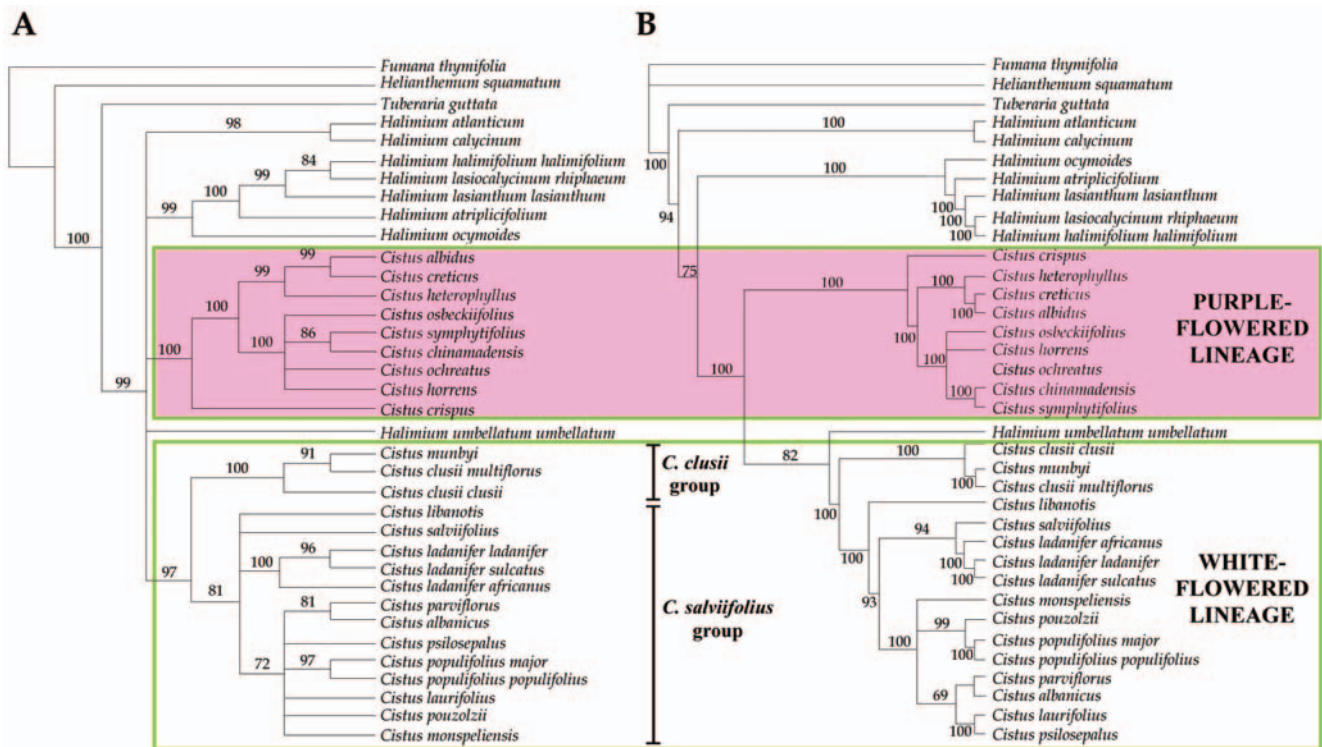 A
Fumana thymifolia
Helianthemum squamatum
Tuberaria guttata
98
Halimium atlanticum
Halimium calycinum
84
Halimium halimifolium halimifolium
99
Halimium lasiocalycinum rhiphaeum
100
Halimium lasianthum lasianthum
99
Halimium atriplicifolium
100
Halimium ocymoides
99
Cistus albidus
99
Cistus creticus
100
Cistus heterophyllus
Cistus osbeckiifolius
86
Cistus symphytifolius
100
Cistus chinamadensis
100
Cistus ochreatus
99
Cistus horrens
Cistus crispus
Halimium umbellatum umbellatum
91
Cistus munbyi
100
Cistus clusii multiflorus
Cistus clusii clusii
Cistus libanotis
Cistus salviifolius
96
Cistus ladanifer ladanifer
100
Cistus ladanifer sulcatus
97
81
Cistus ladanifer africanus
81
Cistus parviflorus
Cistus albanicus
Cistus psilosepalus
72
97
Cistus populifolius major
Cistus populifolius populifolius
Cistus laurifolius
Cistus pouzolzii
Cistus monspeliensis
C. clusii
group
C. salviifolius
group
B
Fumana thymifolia
Helianthemum squamatum
Tuberaria guttata
100
Halimium atlanticum
Halimium calycinum
100
100
Halimium ocymoides
Halimium atriplicifolium
100
Halimium lasianthum lasianthum
94
Halimium lasiocalycinum rhiphaeum
100
Halimium halimifolium halimifolium
Cistus crispus
75
100
100
Cistus heterophyllus
Cistus creticus
100
Cistus albidus
100
Cistus osbeckiifolius
100
Cistus horrens
100
Cistus ochreatus
100
Cistus chinamadensis
Cistus symphytifolius
PURPLE-
FLOWERED
LINEAGE
Halimium umbellatum umbellatum
82
100
Cistus clusii clusii
Cistus munbyi
100
Cistus clusii multiflorus
Cistus libanotis
94
Cistus salviifolius
100
Cistus ladanifer africanus
100
100
Cistus ladanifer ladanifer
100
Cistus ladanifer sulcatus
93
Cistus monspeliensis
99
Cistus pouzolzii
100
Cistus populifolius major
100
Cistus populifolius populifolius
Cistus parviflorus
69
Cistus albanicus
Cistus laurifolius
100
Cistus psilosepalus
WHITE-
FLOWERED
LINEAGE